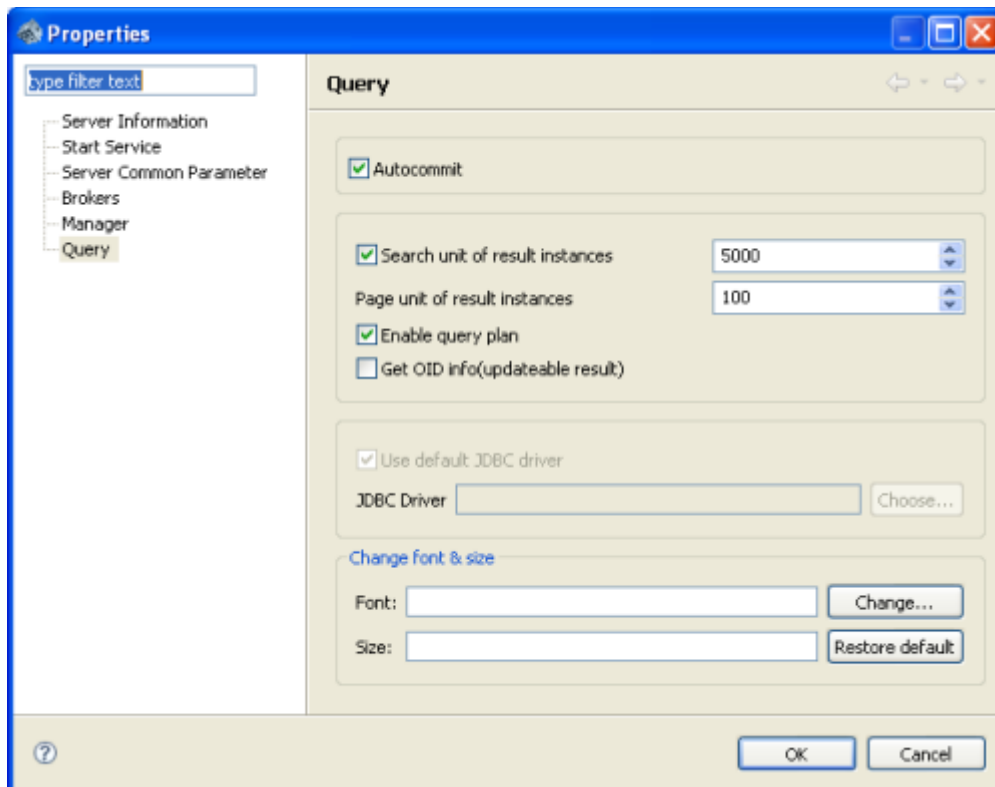 Properties
type filter text
Server Information
Start Service
Server Common Parameter
Brokers
Manager
Query
Query
Autocommit
Search unit of result instances 5000
Page unit of result instances 100
Enable query plan
Get OID info(updateable result)
Use default JDBC driver
JDBC Driver Choose...
Change font & size
Font: Change...
Size: Restore default
? OK Cancel